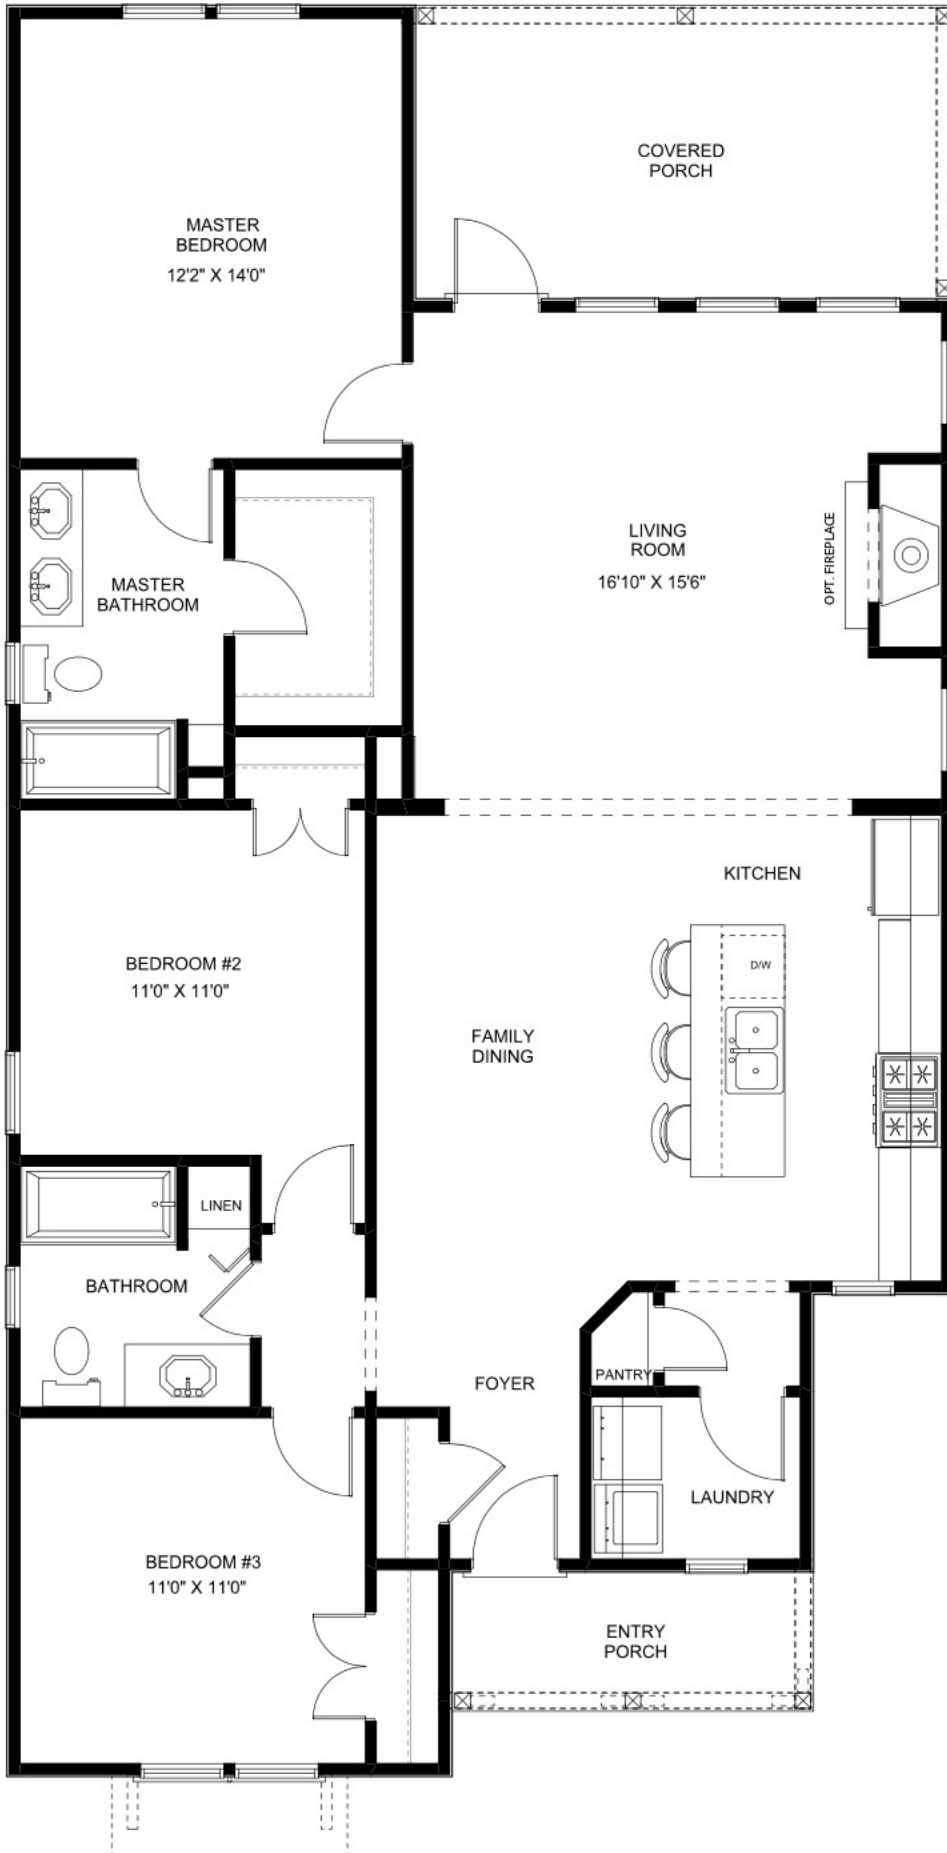 COVERED
PORCH
MASTER
BEDROOM
12'2" X 14'0"
LIVING
ROOM
16'10" X 15'6"
OPT. FIREPLACE
MASTER
BATHROOM
KITCHEN
D/W
BEDROOM #2
11'0" X 11'0"
FAMILY
DINING
LINEN
BATHROOM
PANTRY
FOYER
LAUNDRY
BEDROOM #3
11'0" X 11'0"
ENTRY
PORCH